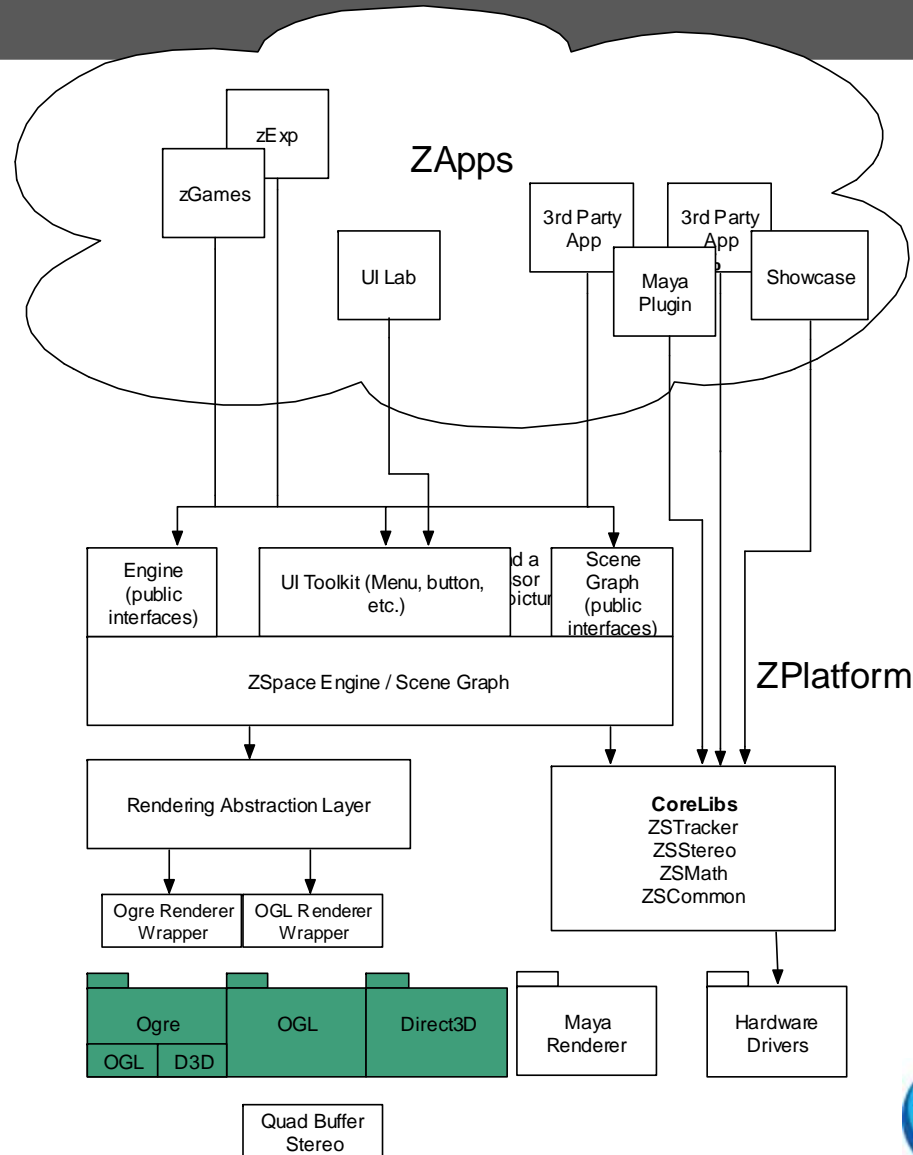 ZApps
zExp
zGames
UI Lab
3rd Party
App
Maya
Plugin
3rd Party
App
Showcase
Engine
(public
interfaces)
UI Toolkit (Menu, button,
etc.)
d a
sor
pictur
Scene
Graph
(public
interfaces)
ZSpace Engine / Scene Graph
ZPlatform
Rendering Abstraction Layer
CoreLibs
ZSTracker
ZSStereo
ZSMath
ZSCommon
Ogre Renderer
Wrapper
OGL Renderer
Wrapper
Ogre
OGL
D3D
OGL
Direct3D
Maya
Renderer
Hardware
Drivers
Quad Buffer
Stereo